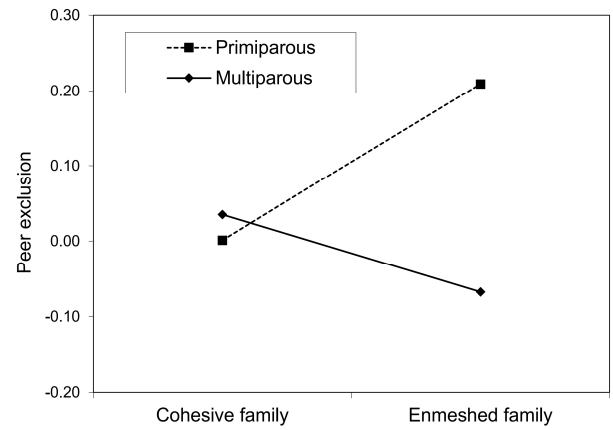 0.30
Primiparous
Multiparous
0.20
0.10
0.00
-0.10
-0.20
Peer exclusion
Cohesive family
Enmeshed family